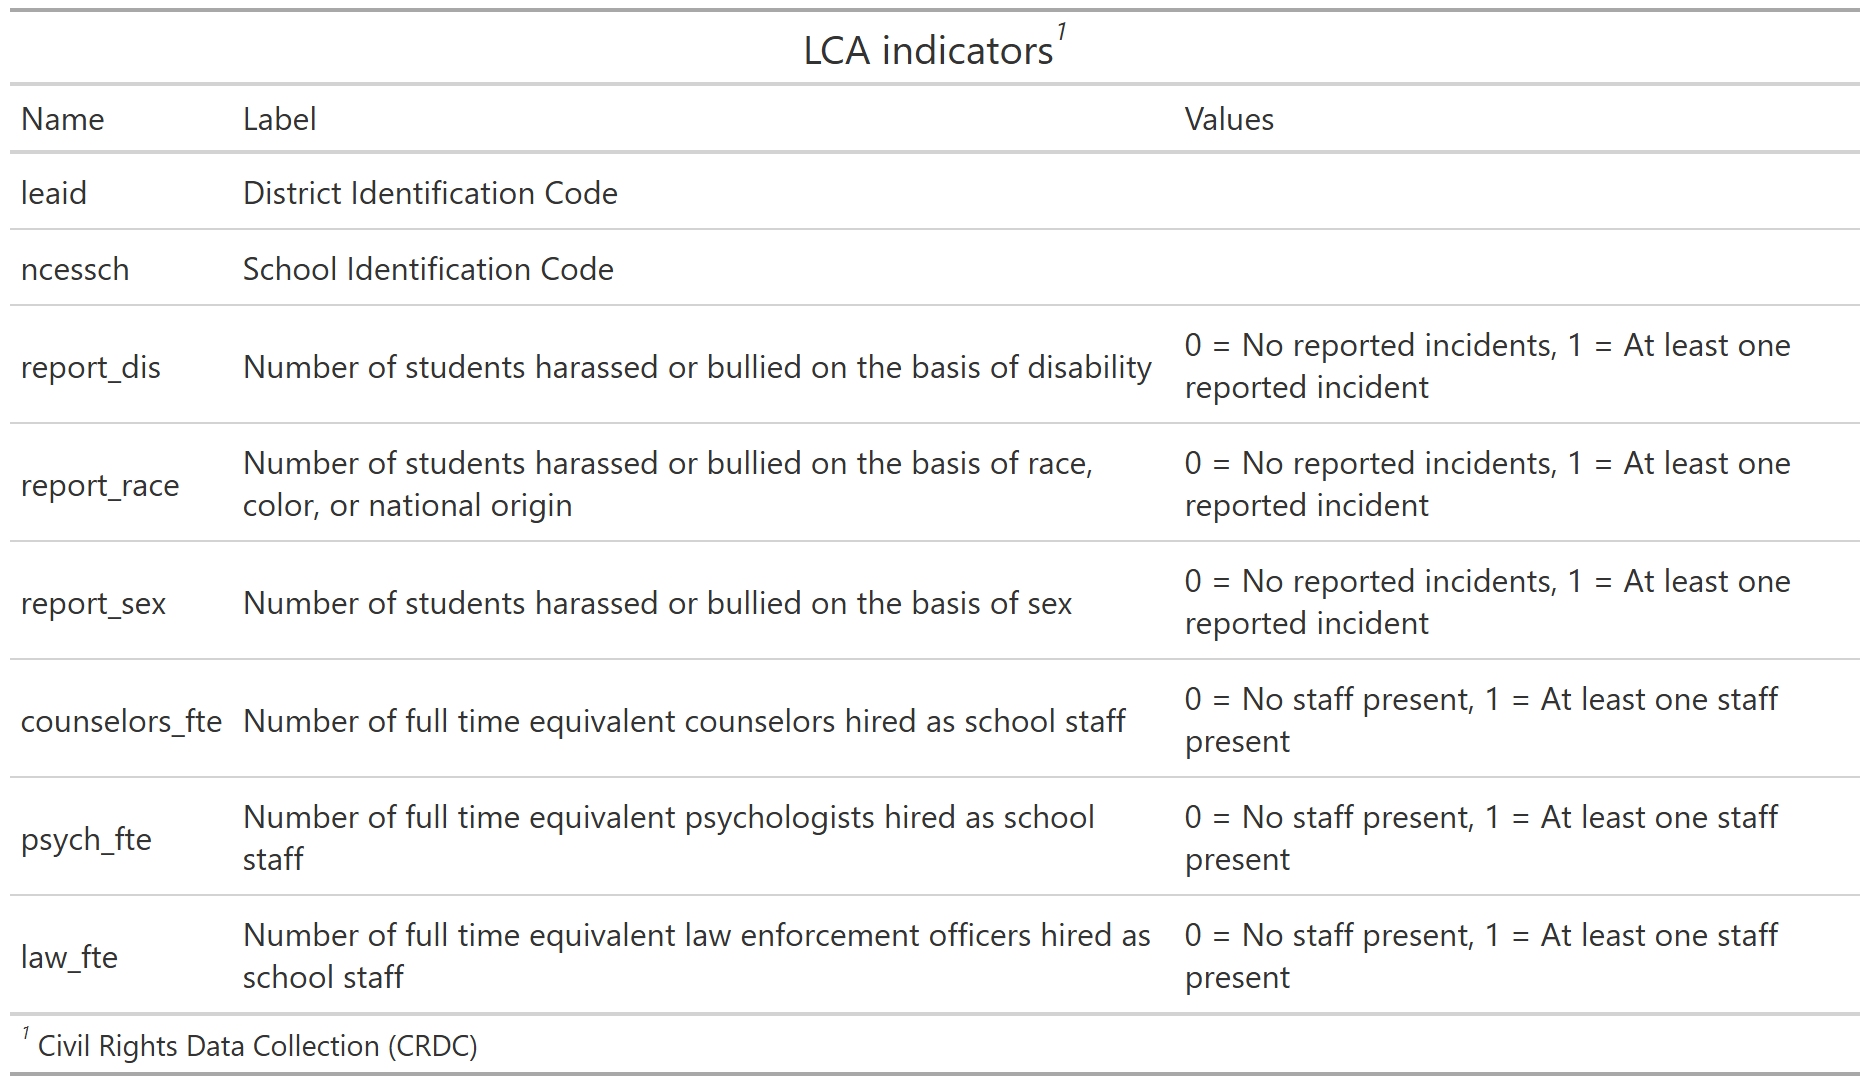 LCA indicators1
Name Label Values
leaid District Identification Code
ncessch School Identification Code
report_dis Number of students harassed or bullied on the basis of disability 0 = No reported incidents, 1 = At least one
reported incident
report_race Number of students harassed or bullied on the basis of race, 0 = No reported incidents, 1 = At least one
color, or national origin reported incident
report_sex Number of students harassed or bullied on the basis of sex 0 = No reported incidents, 1 = At least one
reported incident
counselors_fte Number of full time equivalent counselors hired as school staff 0 = No staff present, 1 = At least one staff
present
psych_fte Number of full time equivalent psychologists hired as school 0 = No staff present, 1 = At least one staff
staff present
law_fte Number of full time equivalent law enforcement officers hired as 0 = No staff present, 1 = At least one staff
school staff present
1 Civil Rights Data Collection (CRDC)